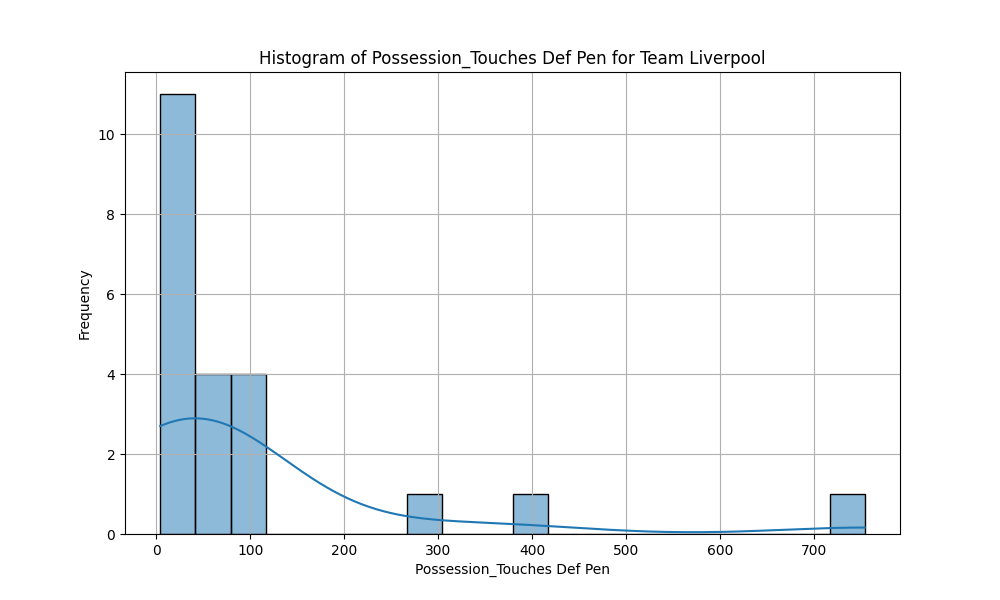 Histogram of Possession_Touches Def Pen for Team Liverpool
10
8
6
4
2
0
Frequency
0 100 200 300 400 500 600 700
Possession_Touches Def Pen